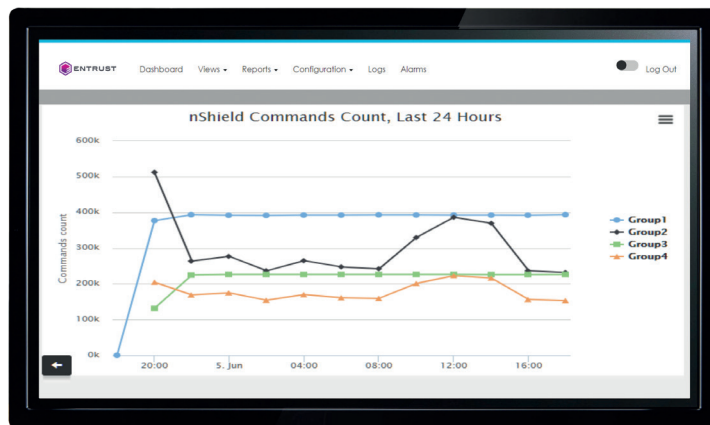 ENTRUST
Dashboard Views Reports Configuration Logs Alarms Log Out
nShield Commands Count, Last 24 Hours
Commands count
600k
500k
400k
300k
200k
100k
0k
20:00 5. Jun 04:00 08:00 12:00 16:00
Group1
Group2
Group3
Group4